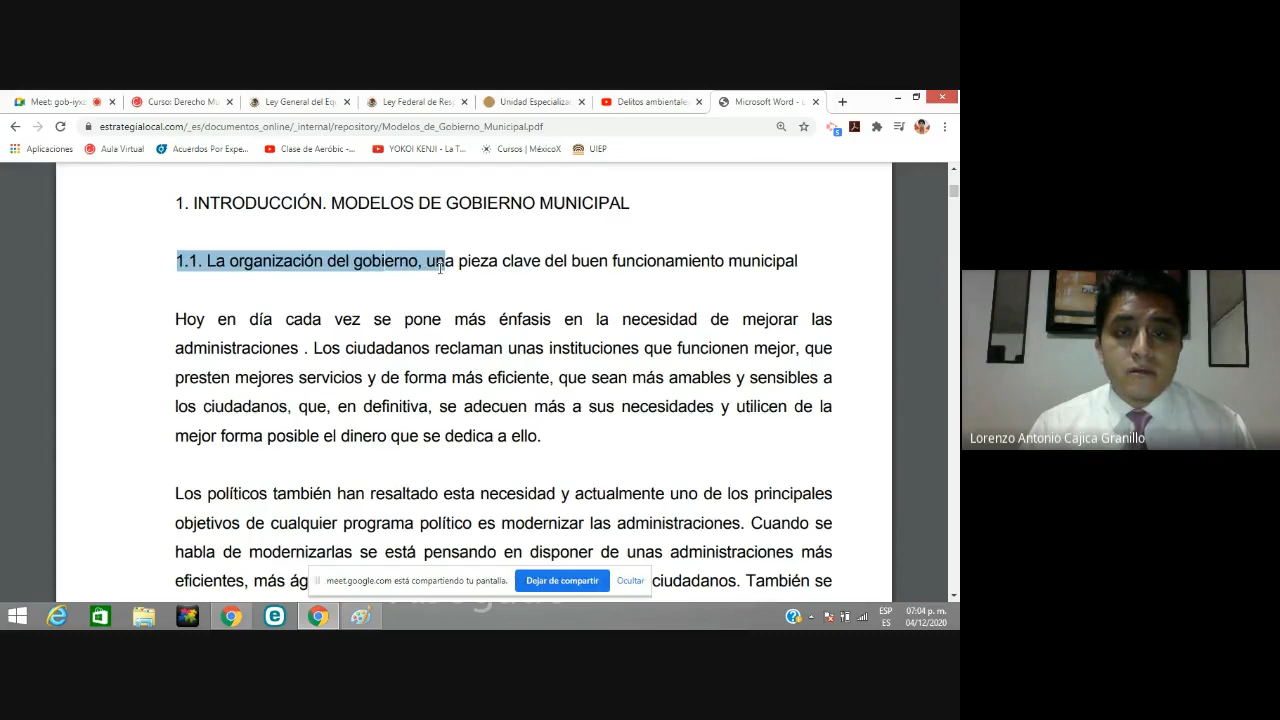 Meet: gob-iyxz
Curso: Derecho Mu
Ley General del Eq
Ley Federal de Res
Unidad Especializa
Delitos ambientale
Microsoft Word -
estrategialocal.com/_es/documentos_online/_internal/repository/Modelos_de_Gobierno_Municipal.pdf
5
Aplicaciones
Aula Virtual
Acuerdos Por Expe...
Clase de Aeróbic -...
YOKOI KENJI - La T...
Cursos | MéxicoX
UIEP
1. INTRODUCCIÓN. MODELOS DE GOBIERNO MUNICIPAL
1.1. La organización del gobierno, una pieza clave del buen funcionamiento municipal
Hoy en día cada vez se pone más énfasis en la necesidad de mejorar las
administraciones . Los ciudadanos reclaman unas instituciones que funcionen mejor, que
presten mejores servicios y de forma más eficiente, que sean más amables y sensibles a
los ciudadanos, que, en definitiva, se adecuen más a sus necesidades y utilicen de la
mejor forma posible el dinero que se dedica a ello.
Los políticos también han resaltado esta necesidad y actualmente uno de los principales
objetivos de cualquier programa político es modernizar las administraciones. Cuando se
habla de modernizarlas se está pensando en disponer de unas administraciones más
eficientes, más ág
ciudadanos. También se
meet.google.com está compartiendo tu pantalla.
Dejar de compartir
Ocultar
ESP
ES
07:04 p. m.
04/12/2020
Lorenzo Antonio Cajica Granillo